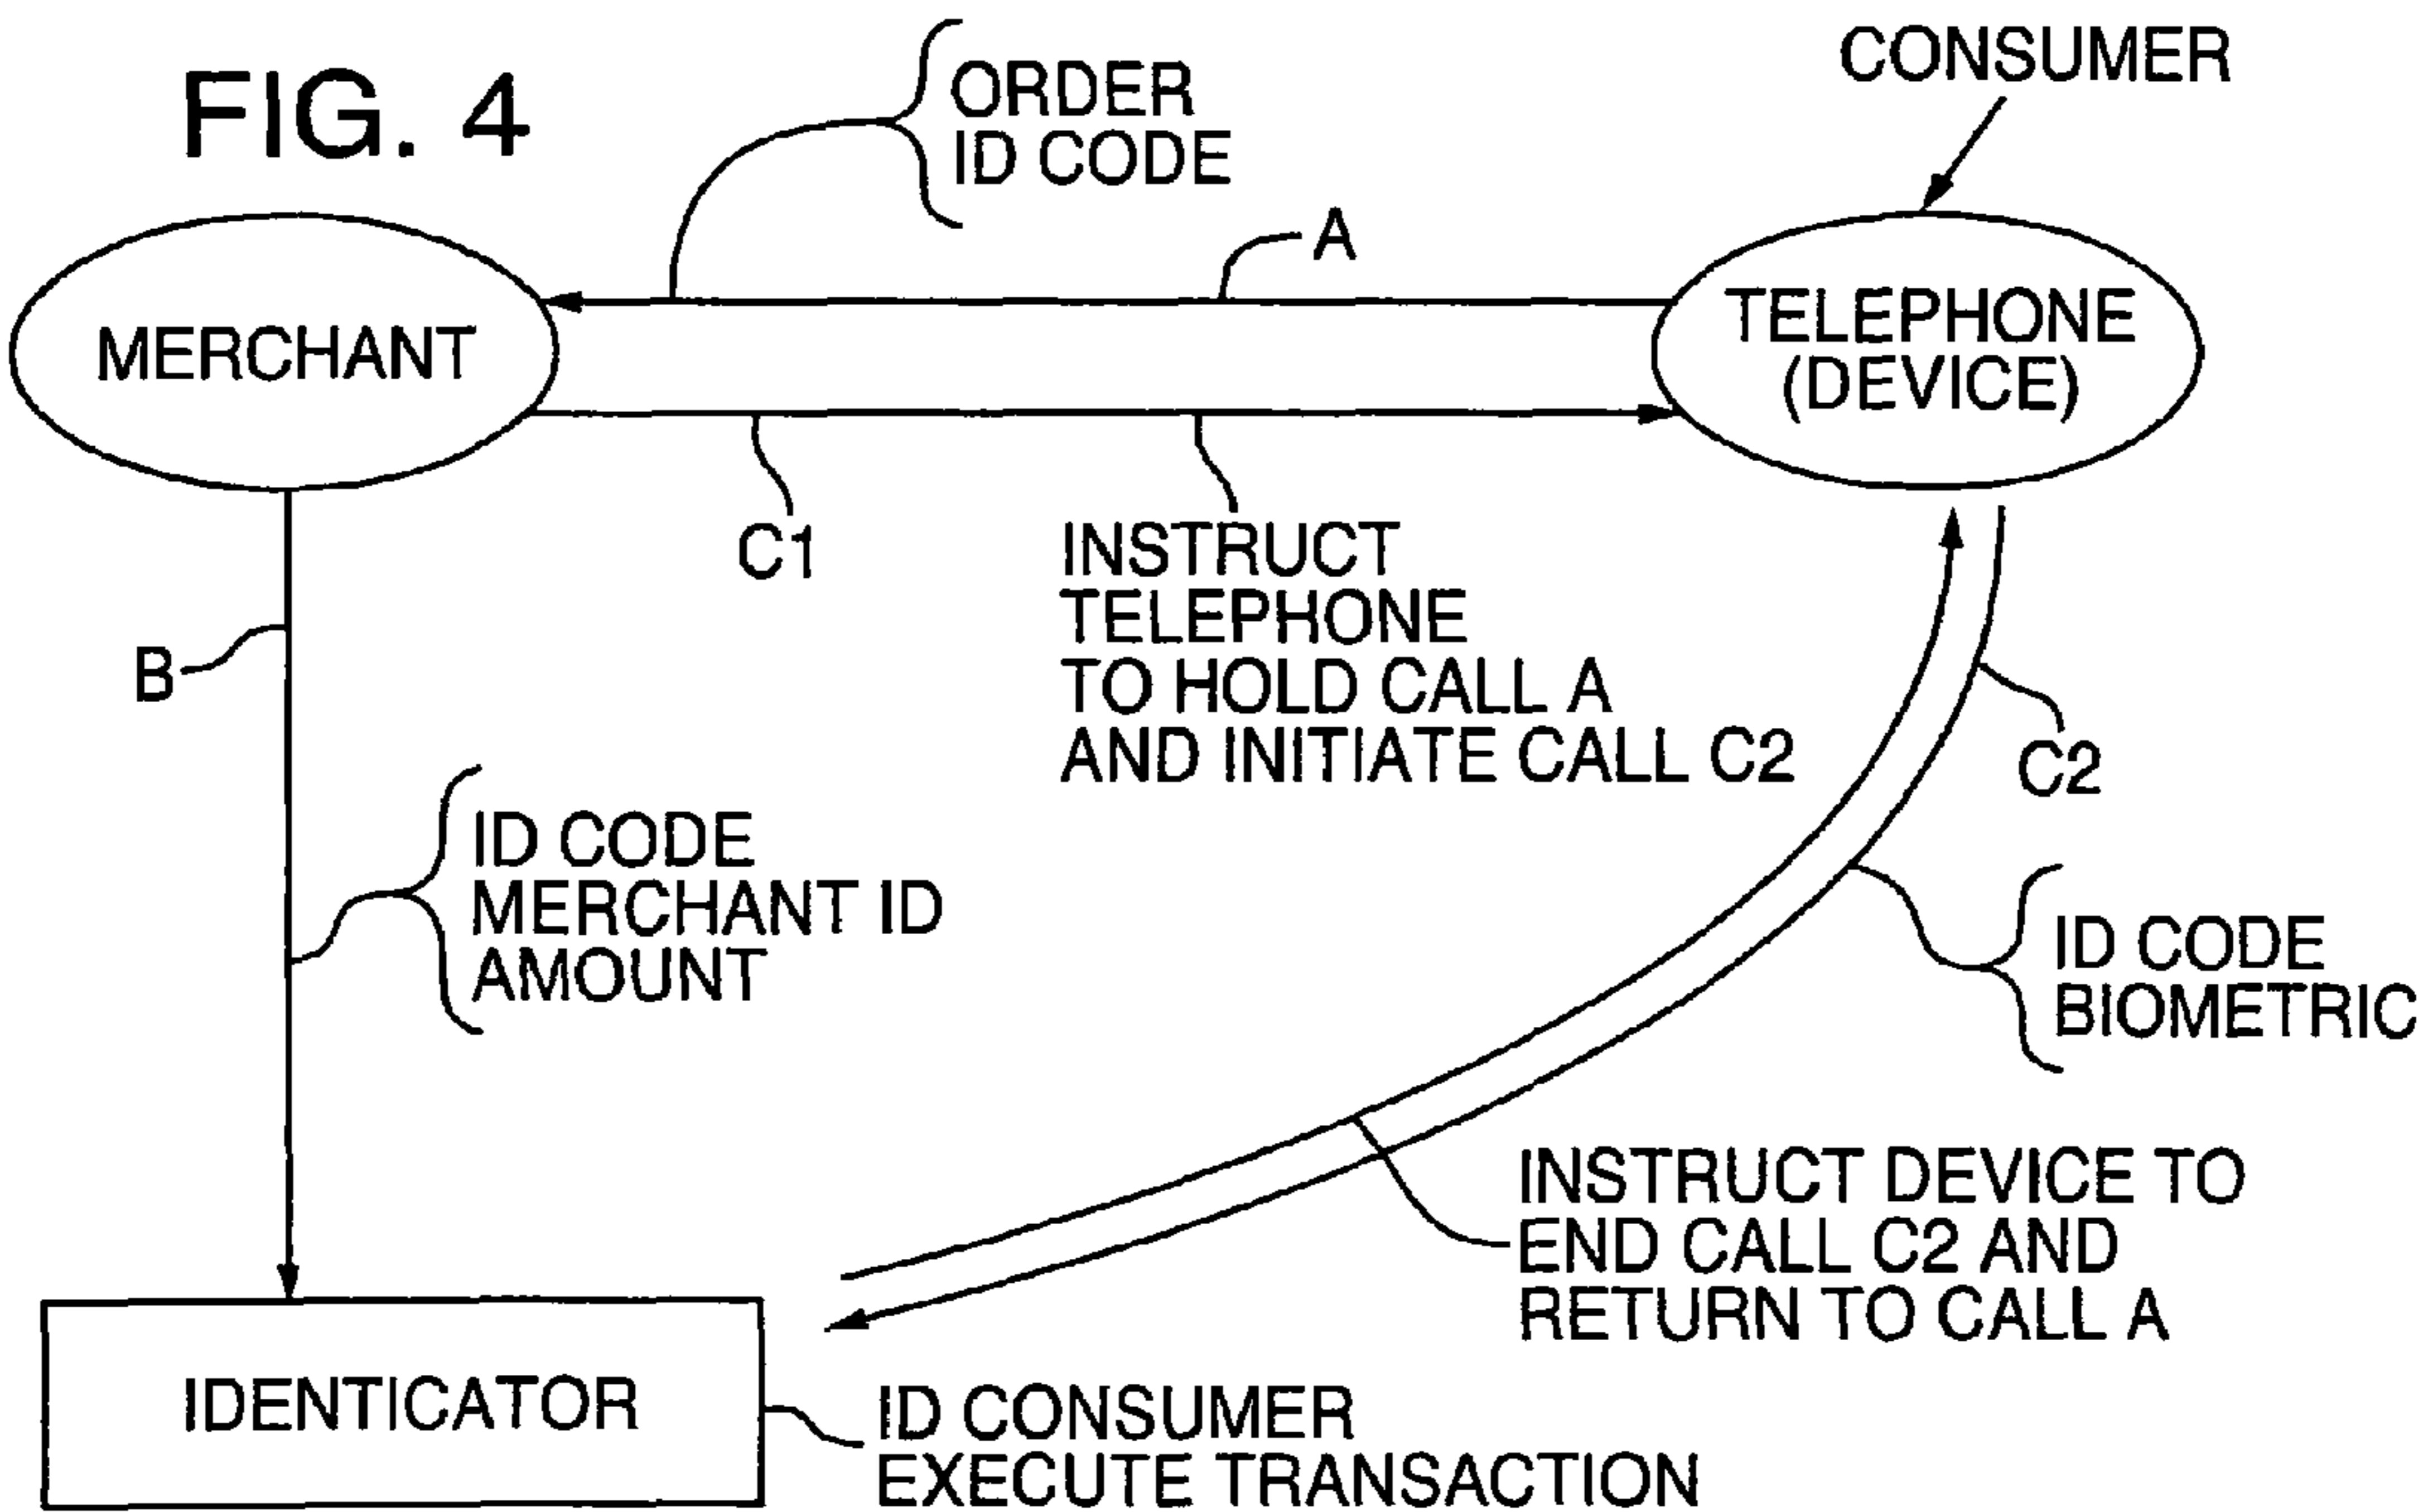 FIG. 4
ORDER
ID CODE
CONSUMER
A
MERCHANT
TELEPHONE
(DEVICE)
C1
INSTRUCT
TELEPHONE
TO HOLD CALL A
AND INITIATE CALL C2
B
C2
ID CODE
MERCHANT ID
AMOUNT
ID CODE
BIOMETRIC
INSTRUCT DEVICE TO
END CALL C2 AND
RETURN TO CALL A
IDENTICATOR
ID CONSUMER
EXECUTE TRANSACTION